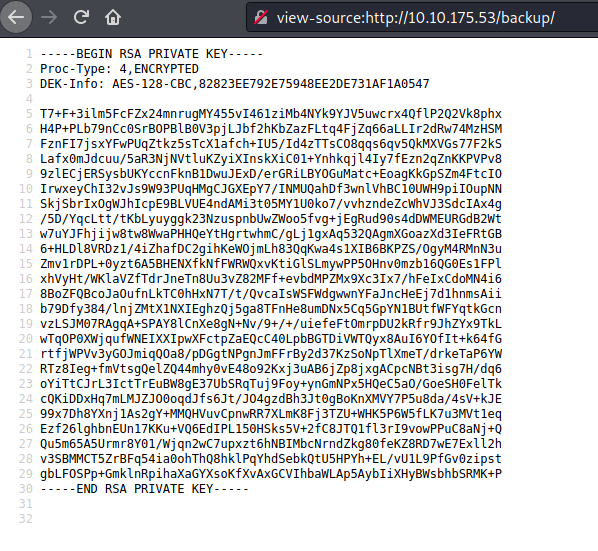 view-source:http://10.10.175.53/backup/
1 -----BEGIN RSA PRIVATE KEY-----
2 Proc-Type: 4,ENCRYPTED
3 DEK-Info: AES-128-CBC,82823EE792E75948EE2DE731AF1A0547
4
5 T7+F+3ilm5FcFZx24mnrugMY455vI461ziMb4NYk9YJV5uwcrx4QflP2Q2Vk8phx
6 H4P+PLb79nCc0SrBOPBlB0V3pjLJbf2hKbZazFLtq4FjZq66aLLIr2dRw74MzHSM
7 FznFI7jsxYFwPUqZtkz5sTcX1afch+IU5/Id4zTTsCO8qqs6qv5QkMXVGs77F2kS
8 Lafx0mJdcuu/5aR3NjNVtluKZyiXInskXiC01+Ynhkqjl4Iy7fEzn2qZnKKPVPv8
9 9zlECjERSysbUKYccnFknB1DwuJExD/erGRiLBYOGuMatc+EoagKkGpSZm4FtcIO
10 IrwxeyChI32vJs9W93PUqHMgCJGXEpY7/INMUQahDf3wnlVhBC10UWH9piIOupNN
11 SkjSbrIxOgWJhIcpE9BLVUE4ndAMi3t05MY1U0ko7/vvhzndeZcWhVJ3SdcIAx4g
12 /5D/YqcLtt/tKbLyuyggk23NzuspnbUwZWoo5fvg+jEgRud90s4dDWMEURGdB2Wt
13 w7uYJFhjijw8tw8WwaPHHQeYtHgrtwhmC/gLj1gxAq532QAgmXGoazXd3IeFRtGB
14 6+HLDl8VRDz1/4iZhafDC2gihKeWOjmLh83QqKwa4s1XIB6BKPZS/OgyM4RMnN3u
15 Zmv1rDPL+0yzt6A5BHENXfkNfFWRWQxvKtiGlSLmywPP5OHnv0mzb16QG0Es1FPl
16 xhVyHt/WKlaVZfTdrJneTn8Uu3vZ82MFf+evbdMPZMx9Xc3Ix7/hFeIxCdoMN4i6
17 8BoZFQBcoJaOufnLkTC0hHxN7T/t/QvcaIsWSFWdgwwnYFaJncHeEj7d1hnmsAii
18 b79Dfy384/lnjZMtX1NXIEghzQj5ga8TFnHe8umDNx5Cq5GpYN1BUtfWFYqtkGcn
19 vzLSJM07RAgqA+SPAY8lCnXe8gN+Nv/9+/+/uiefeFtOmrpDU2kRfr9JhZYx9TkL
20 wTqOP0XWjqufWNEIXXIpwXFctpZaEQcC40LpbBGTDiVWTQyx8AuI6YOfIt+k64fG
21 rtfjWPVv3yGOJmiqQOa8/pDGgtNPgnJmFFrBy2d37KzSoNpTlXmeT/drkeTaP6YW
22 RTz8Ieg+fmVtsgQelZQ44mhy0vE48o92Kxj3uAB6jZp8jxgACpcNBt3isg7H/dq6
23 oYiTtCJrL3IctTrEuBW8gE37UbSRqTuj9Foy+ynGmNPx5HQeC5aO/GoeSH0FelTk
24 cQKiDDxHq7mLMJZJO0oqdJfs6Jt/JO4gzdBh3Jt0gBoKnXMVY7P5u8da/4sV+kJE
25 99x7Dh8YXnj1As2gY+MMQHVuvCpnwRR7XLmK8Fj3TZU+WHK5P6W5fLK7u3MVt1eq
26 Ezf26lghbnEUn17KKu+VQ6EdIPL150HSks5V+2fC8JTQ1fl3rI9vowPPuC8aNj+Q
27 Qu5m65A5Urmr8Y01/Wjqn2wC7upxzt6hNBIMbcNrndZkg80feKZ8RD7wE7Exll2h
28 v3SBMMCT5ZrBFq54ia0ohThQ8hklPqYhdSebkQtU5HPYh+EL/vU1L9PfGv0zipst
29 gbLFOSPp+GmklnRpihaXaGYXsoKfXvAxGCVIhbaWLAp5AybIiXHyBWsbhbSRMK+P
30 -----END RSA PRIVATE KEY-----
31
32